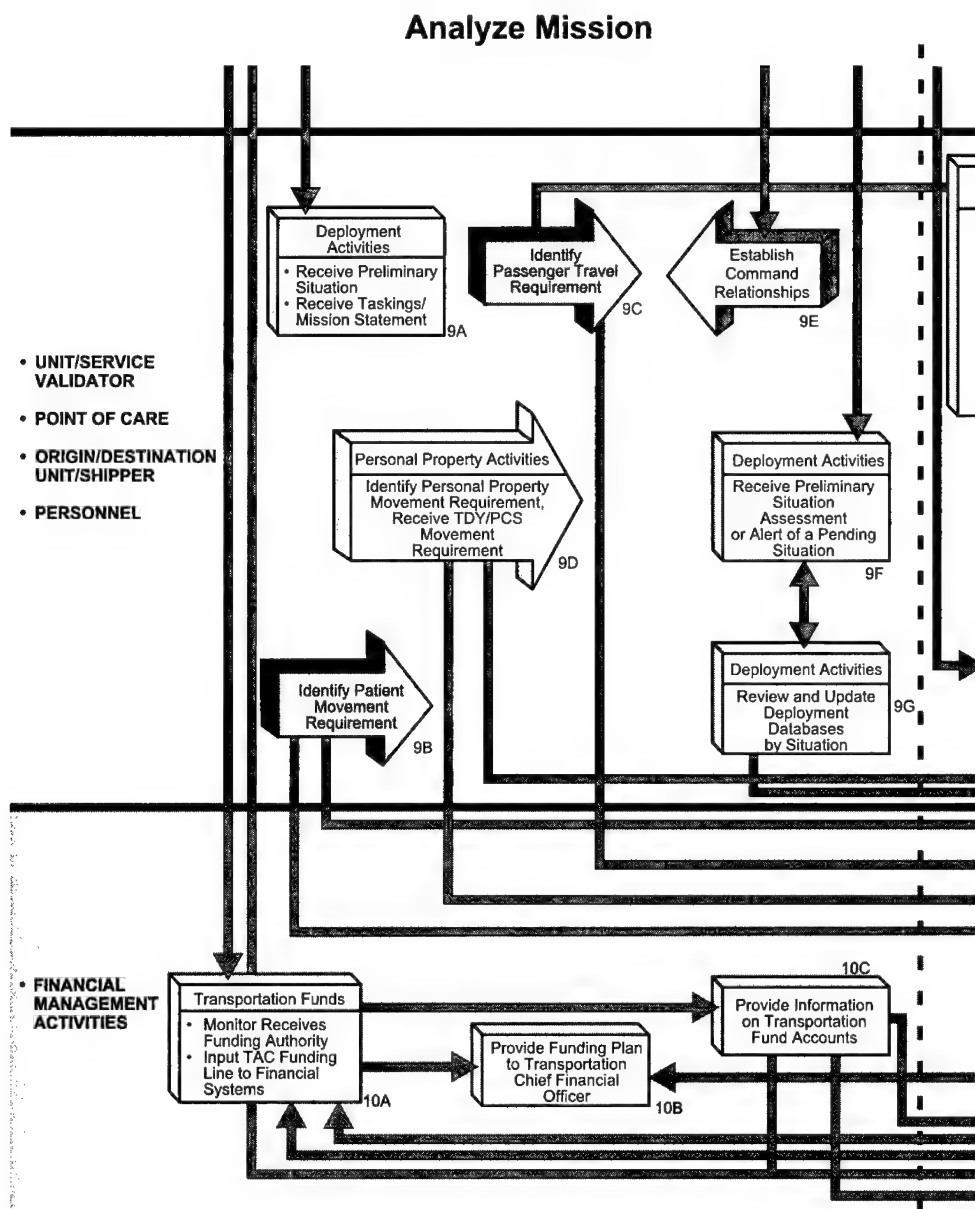 Analyze Mission
Deployment
Activities
• Receive Preliminary
Situation
• Receive Taskings/
Mission Statement
9A
Identify
Passenger Travel
Requirement
9C
Establish
Command
Relationships
9E
• UNIT/SERVICE
VALIDATOR
• POINT OF CARE
• ORIGIN/DESTINATION
UNIT/SHIPPER
• PERSONNEL
Personal Property Activities
Identify Personal Property
Movement Requirement,
Receive TDY/PCS
Movement
Requirement
9D
Deployment Activities
Receive Preliminary
Situation
Assessment
or Alert of a Pending
Situation
9F
Identify Patient
Movement
Requirement
9B
Deployment Activities
Review and Update
Deployment
Databases
by Situation
9G
• FINANCIAL
MANAGEMENT
ACTIVITIES
Transportation Funds
• Monitor Receives
Funding Authority
• Input TAC Funding
Line to Financial
Systems
10A
Provide Funding Plan
to Transportation
Chief Financial
Officer
10B
10C
Provide Information
on Transportation
Fund Accounts